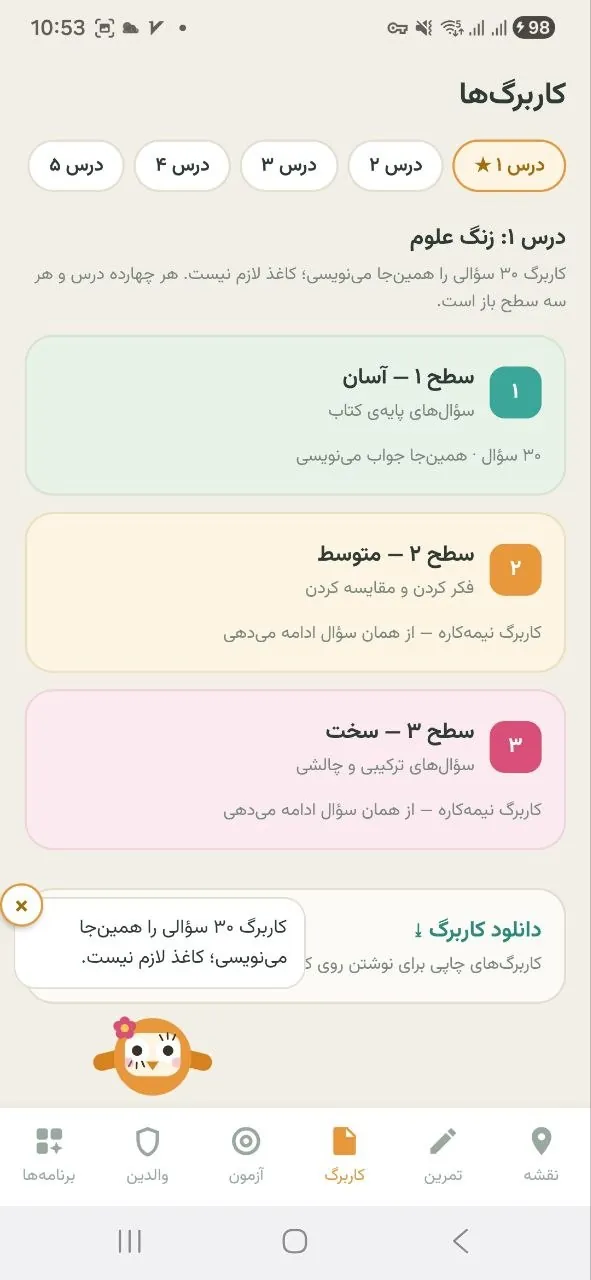 10:53
98
کاربرگ‌ها
درس ۱ ★
درس ۲
درس ۳
درس ۴
درس ۵
درس ۱: زنگ علوم
کاربرگ ۳۰ سؤالی را همین‌جا می‌نویسی؛ کاغذ لازم نیست. هر چهارده درس و هر
سه سطح باز است.
۱
سطح ۱ – آسان
سؤال‌های پایه‌ی کتاب
۳۰ سؤال · همین‌جا جواب می‌نویسی
۲
سطح ۲ – متوسط
فکر کردن و مقایسه کردن
کاربرگ نیمه‌کاره – از همان سؤال ادامه می‌دهی
۳
سطح ۳ – سخت
سؤال‌های ترکیبی و چالشی
کاربرگ نیمه‌کاره – از همان سؤال ادامه می‌دهی
دانلود کاربرگ ↓
کاربرگ‌های چاپی برای نوشتن روی
×
کاربرگ ۳۰ سؤالی را همین‌جا
می‌نویسی؛ کاغذ لازم نیست.
نقشه
تمرین
کاربرگ
آزمون
والدین
برنامه‌ها